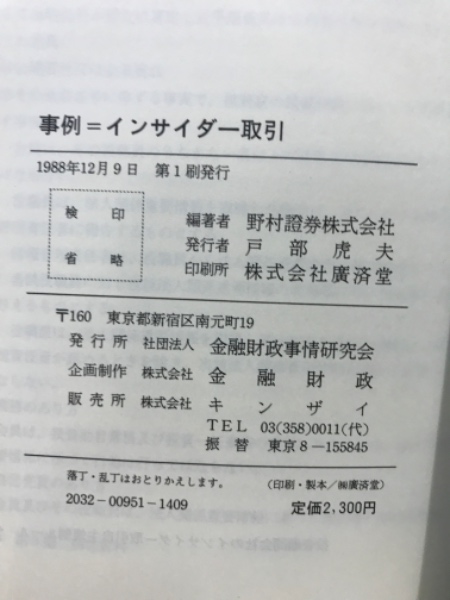 事例=インサイダー取引
1988年12月9日 第1刷発行
検印
省略
編著者 野村證券株式会社
発行者 戸部虎夫
印刷所 株式会社廣済堂
〒160 東京都新宿区南元町19
発行所 社団法人 金融財政事情研究会
企画制作 株式会社 金融財政
販売所 株式会社 キンザイ
TEL 03(358)0011(代)
振替 東京8-155845
落丁・乱丁はおとりかえします。 (印刷・製本/㈱廣済堂)
2032-00951-1409 定価2,300円